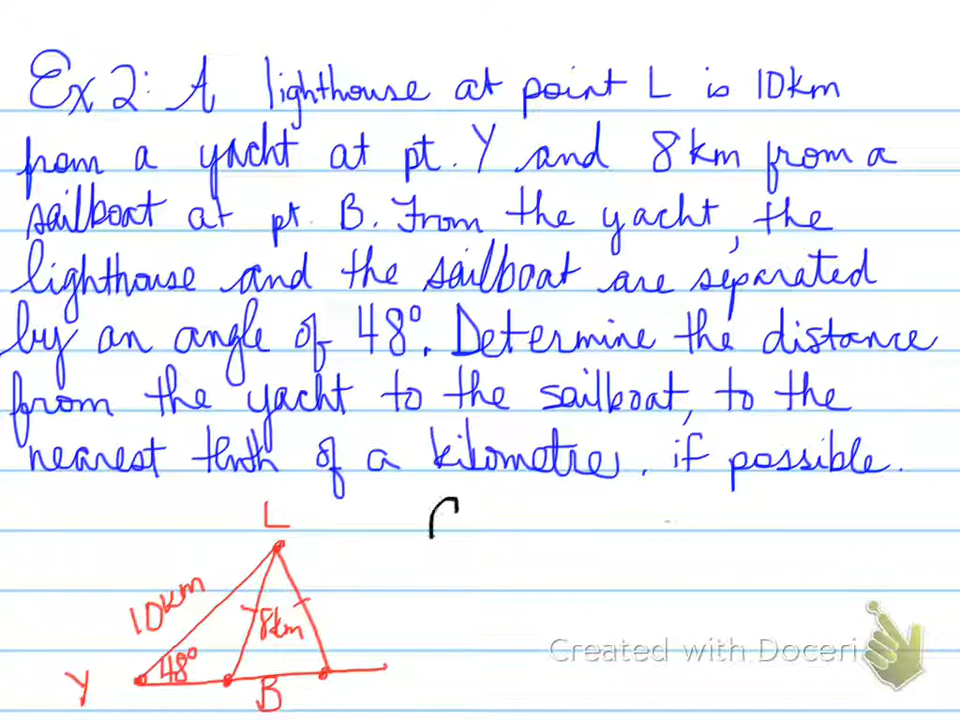 Ex 2: A lighthouse at point L is 10km
from a yacht at pt. Y and 8km from a
sailboat at pt. B. From the yacht, the
lighthouse and the sailboat are separated
by an angle of 48°. Determine the distance
from the yacht to the sailboat, to the
nearest tenth of a kilometre, if possible.
L
10km
8km
48°
Y
B
Created with Doceri